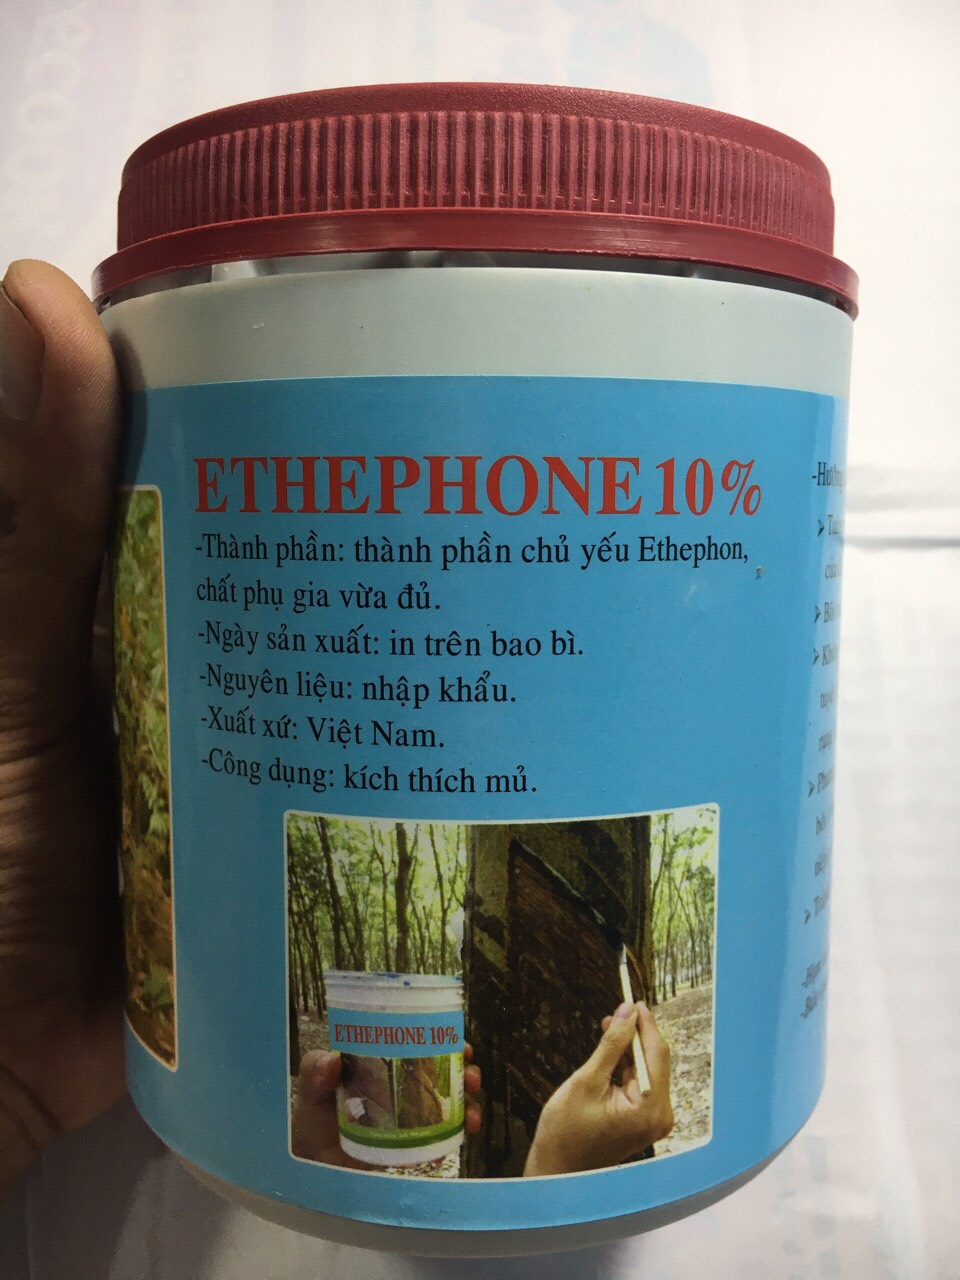 ETHEPHONE 10%
-Thành phần: thành phần chủ yếu Ethephon,
chất phụ gia vừa đủ.
-Ngày sản xuất: in trên bao bì.
-Nguyên liệu: nhập khẩu.
-Xuất xứ: Việt Nam.
-Công dụng: kích thích mủ.
ETHEPHONE 10%